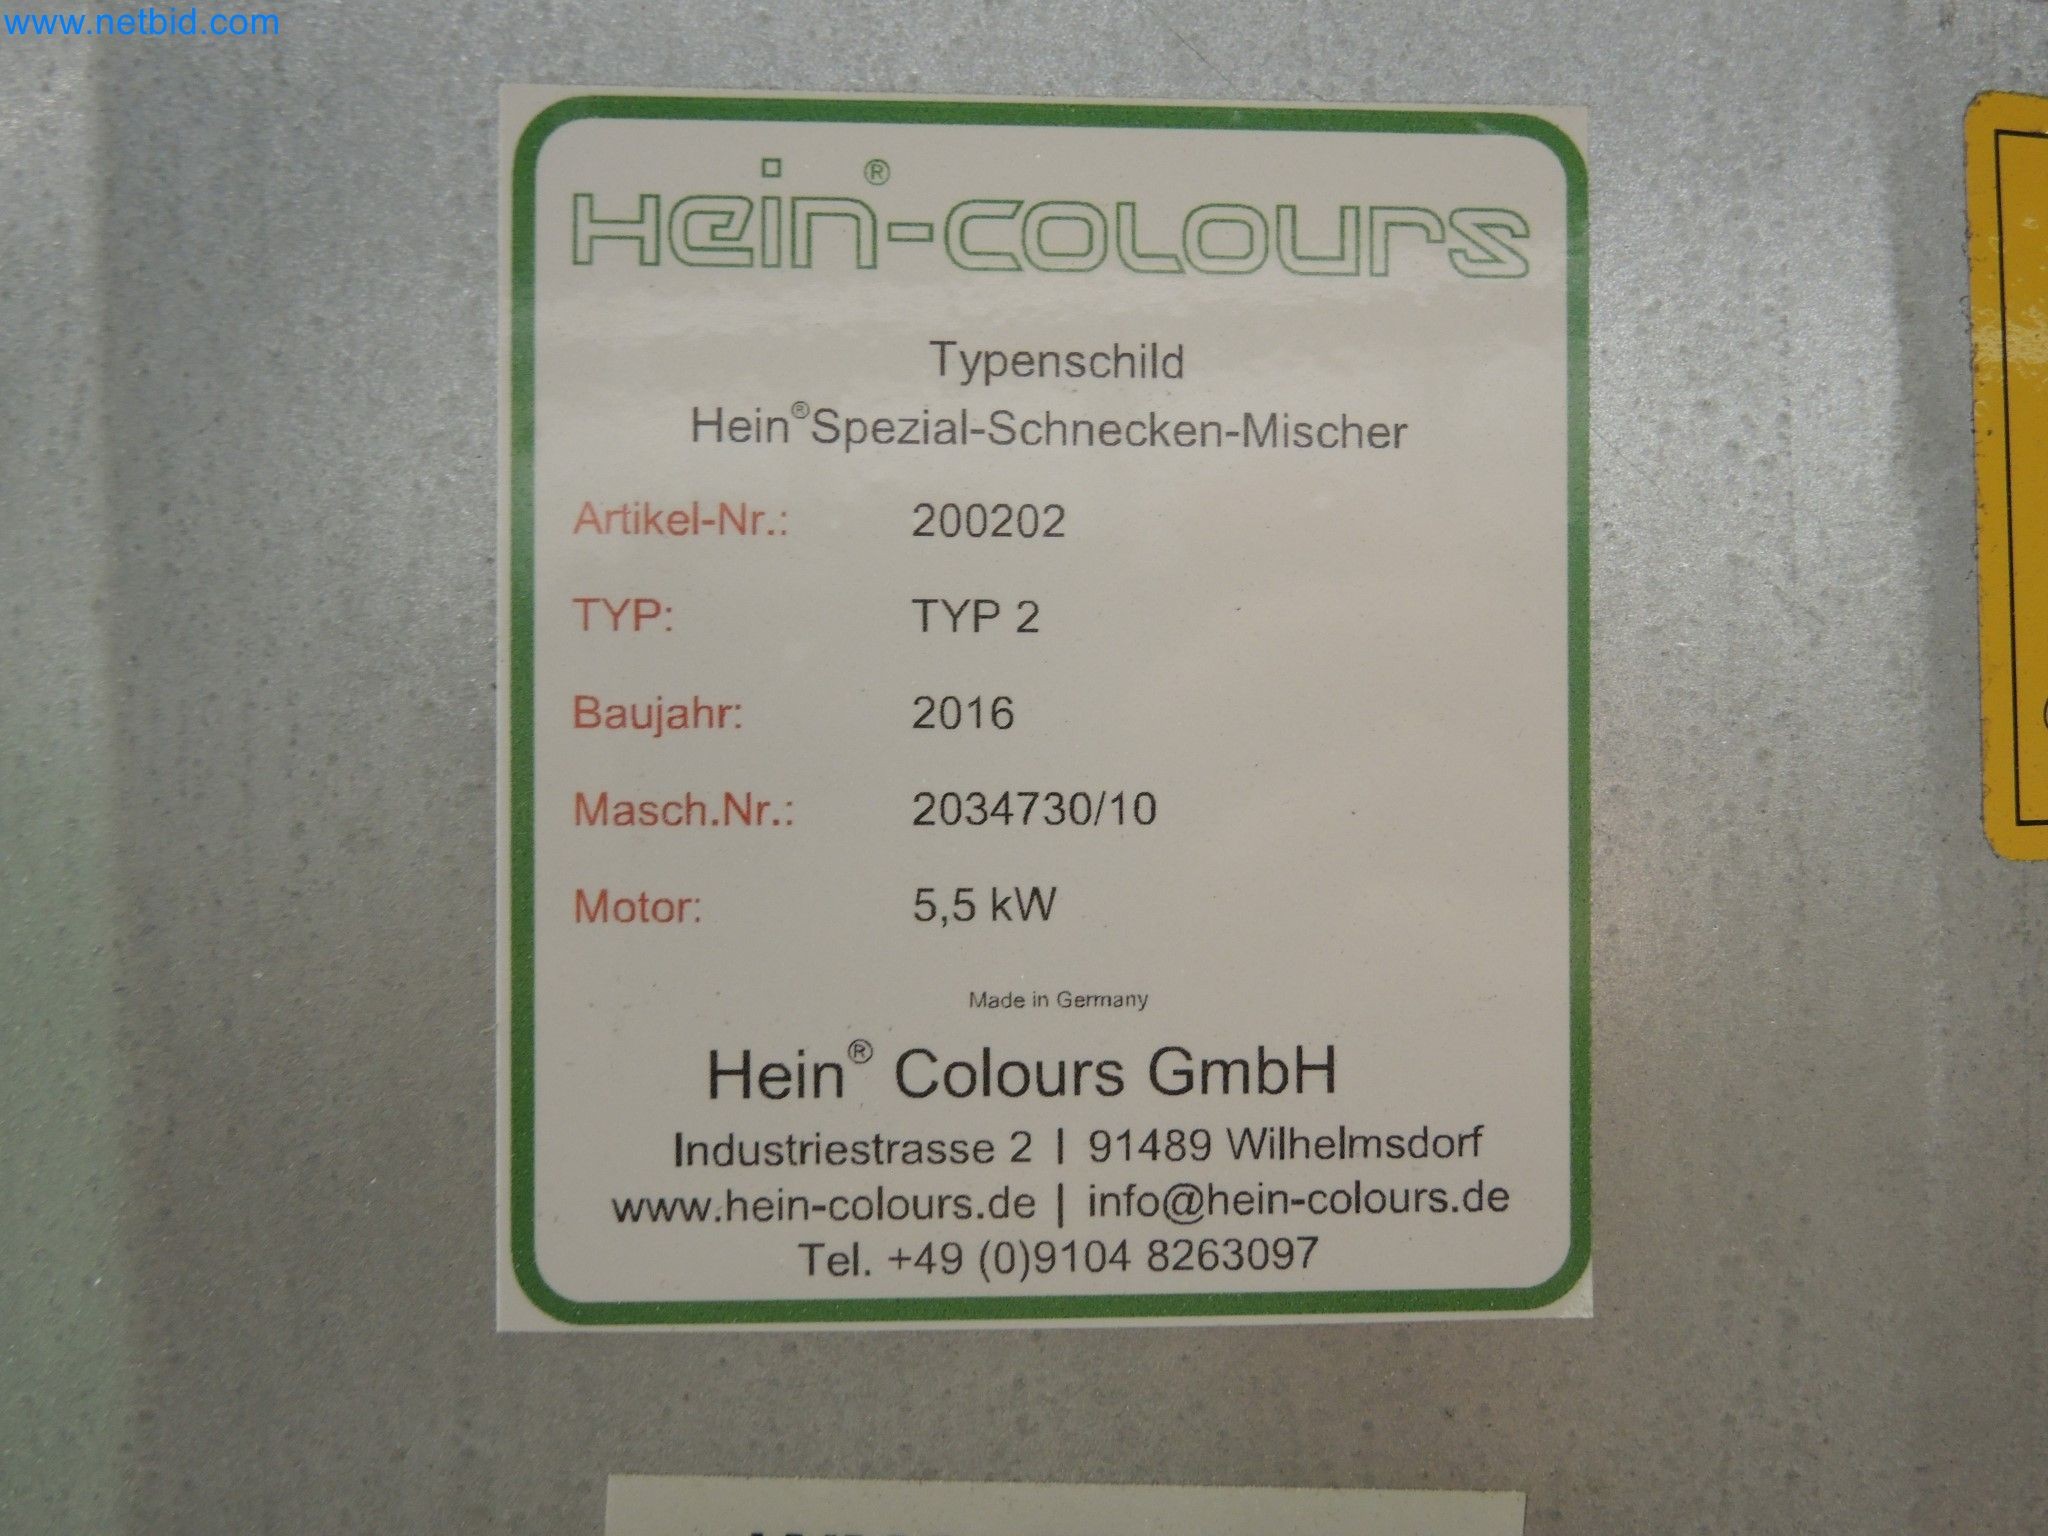 www.netbid.com
Hein®-COLOURS
Typenschild
Hein®Spezial-Schnecken-Mischer
Artikel-Nr.: 200202
TYP: TYP 2
Baujahr: 2016
Masch.Nr.: 2034730/10
Motor: 5,5 kW
Made in Germany
Hein® Colours GmbH
Industriestrasse 2 | 91489 Wilhelmsdorf
www.hein-colours.de | info@hein-colours.de
Tel. +49 (0)9104 8263097